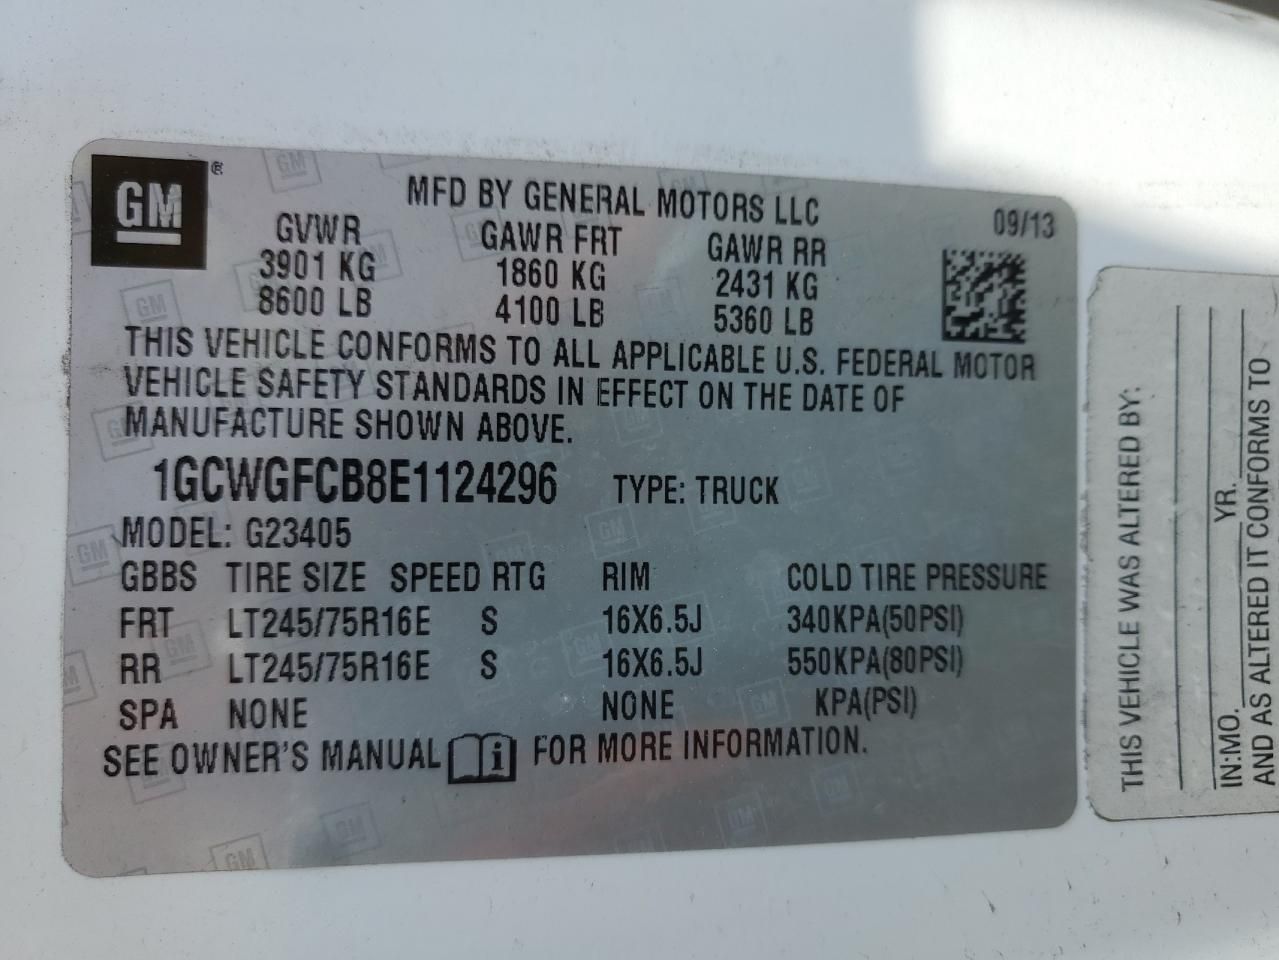 GM ®
MFD BY GENERAL MOTORS LLC 09/13
GVWR GAWR FRT GAWR RR
3901 KG 1860 KG 2431 KG
8600 LB 4100 LB 5360 LB
THIS VEHICLE CONFORMS TO ALL APPLICABLE U.S. FEDERAL MOTOR
VEHICLE SAFETY STANDARDS IN EFFECT ON THE DATE OF
MANUFACTURE SHOWN ABOVE.
1GCWGFCB8E1124296 TYPE: TRUCK
MODEL: G23405
GBBS TIRE SIZE SPEED RTG RIM COLD TIRE PRESSURE
FRT LT245/75R16E S 16X6.5J 340KPA(50PSI)
RR LT245/75R16E S 16X6.5J 550KPA(80PSI)
SPA NONE NONE KPA(PSI)
SEE OWNER'S MANUAL i FOR MORE INFORMATION.
THIS VEHICLE WAS ALTERED BY:
IN:MO. YR.
AND AS ALTERED IT CONFORMS TO